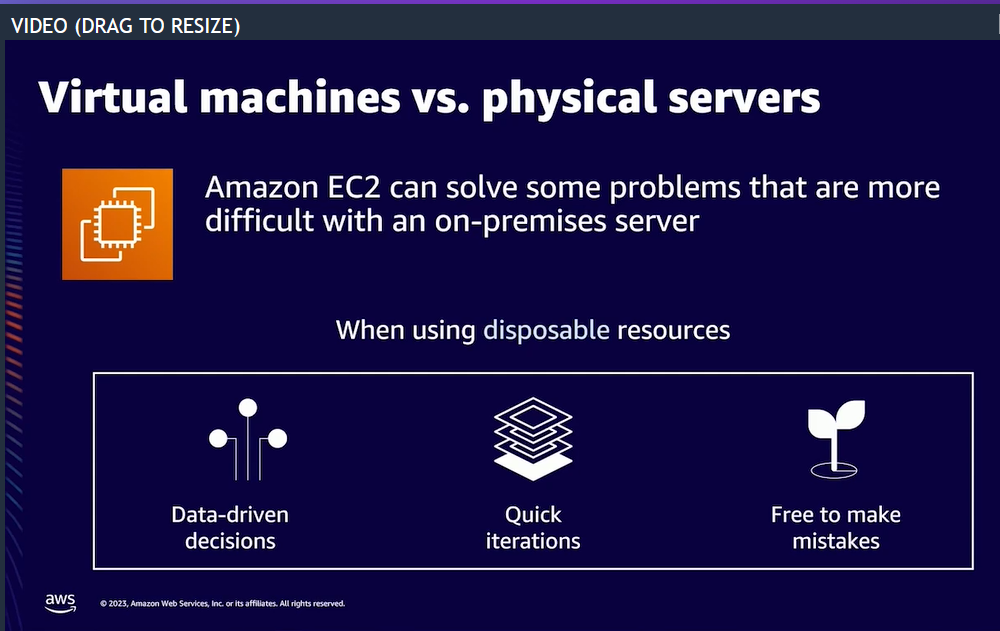 VIDEO (DRAG TO RESIZE)
Virtual machines vs. physical servers
Amazon EC2 can solve some problems that are more
difficult with an on-premises server
When using disposable resources
Data-driven
decisions
Quick
iterations
Free to make
mistakes
aws
© 2023, Amazon Web Services, Inc. or its affiliates. All rights reserved.